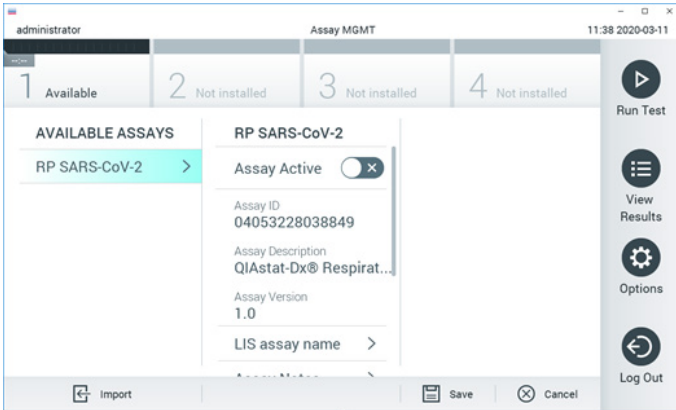 administrator Assay MGMT 11:38 2020-03-11
--:--
1 Available 2 Not installed 3 Not installed 4 Not installed
Run Test
AVAILABLE ASSAYS
RP SARS-CoV-2
RP SARS-CoV-2
Assay Active
Assay ID
04053228038849
Assay Description
QIAstat-Dx® Respirat...
Assay Version
1.0
LIS assay name
Assay Notes
View
Results
Options
Log Out
Import Save Cancel